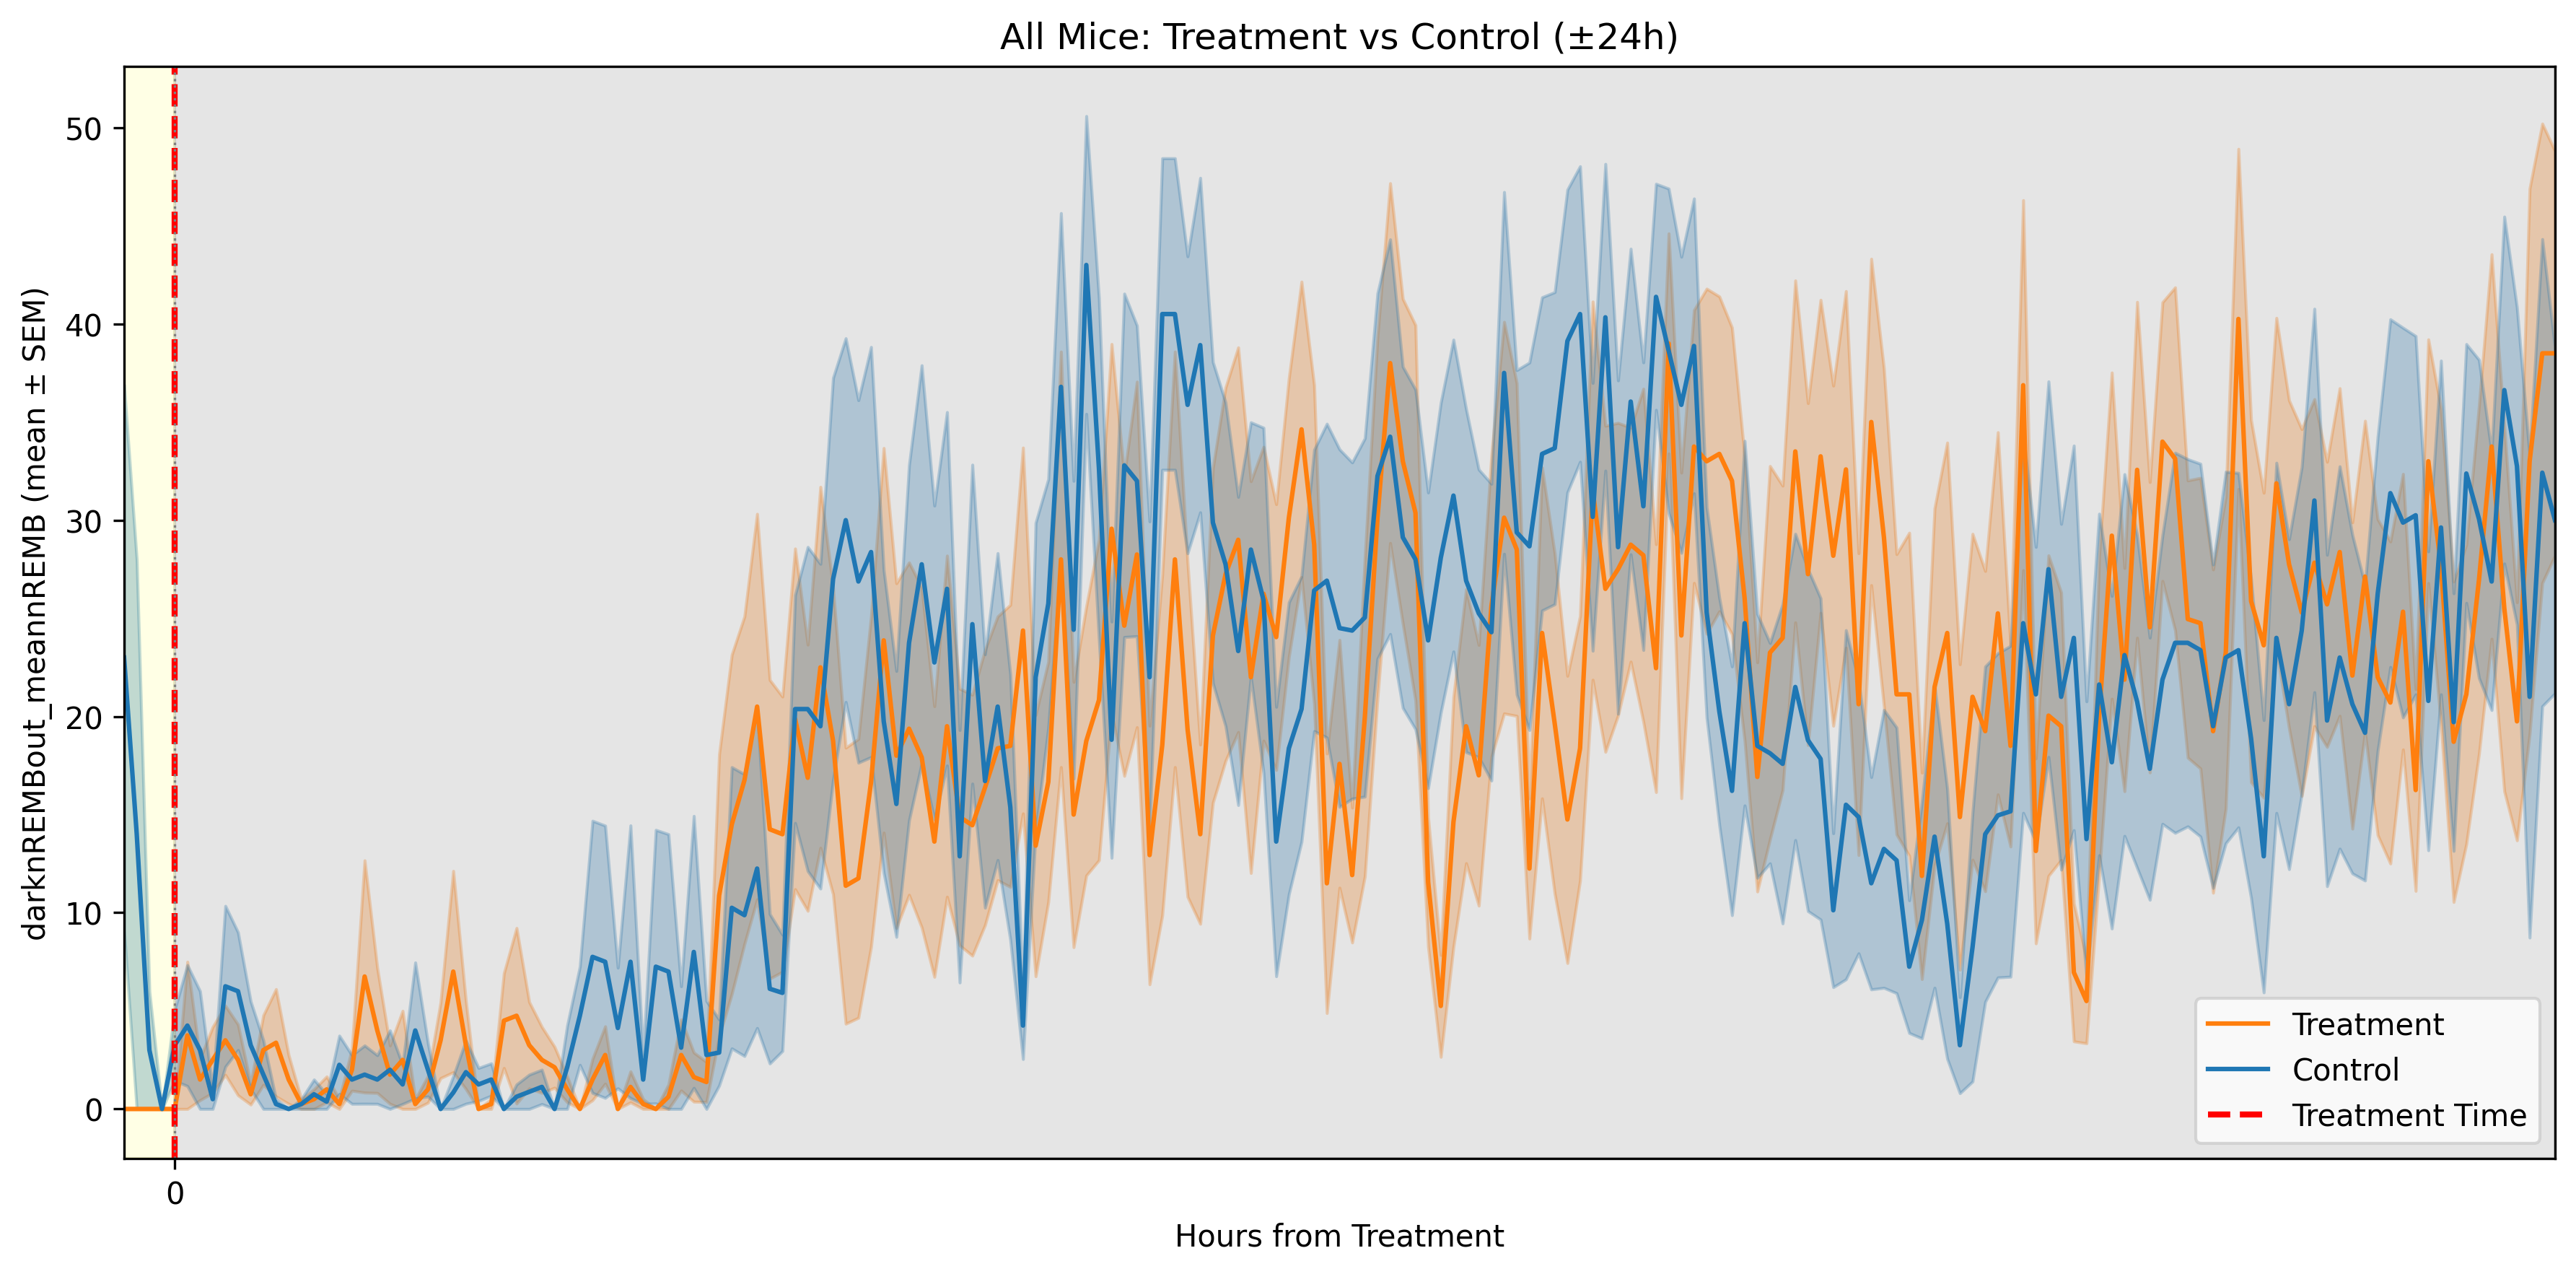 All Mice: Treatment vs Control (±24h)
darknREMBout_meannREMB (mean ± SEM)
50
40
30
20
10
0
0
Hours from Treatment
Treatment
Control
Treatment Time